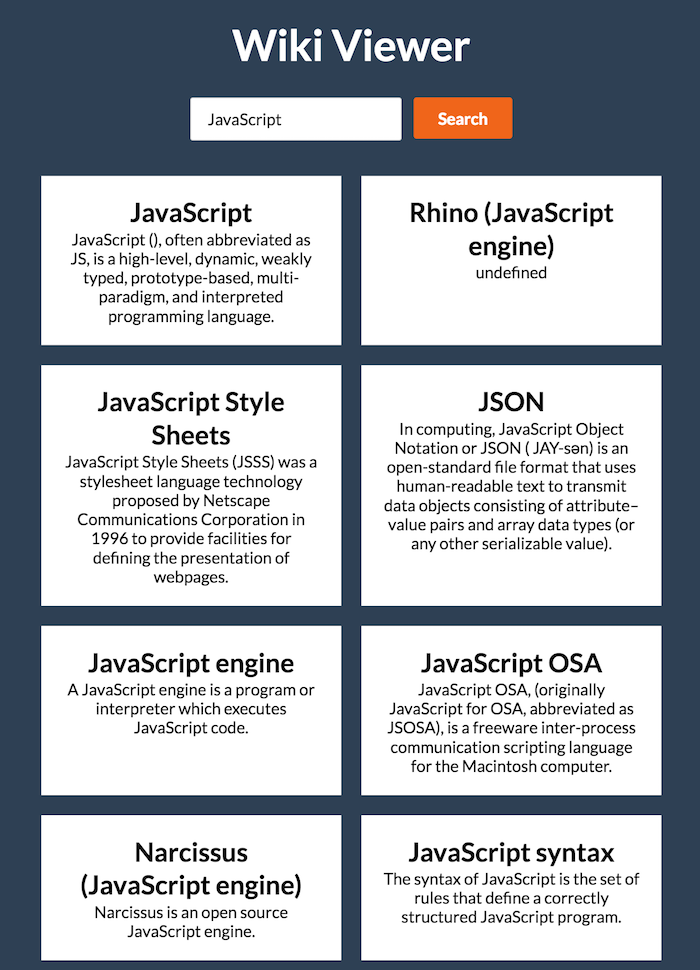 Wiki Viewer
JavaScript
Search
JavaScript
JavaScript (), often abbreviated as
JS, is a high-level, dynamic, weakly
typed, prototype-based, multi-
paradigm, and interpreted
programming language.
Rhino (JavaScript
engine)
undefined
JavaScript Style
Sheets
JavaScript Style Sheets (JSSS) was a
stylesheet language technology
proposed by Netscape
Communications Corporation in
1996 to provide facilities for
defining the presentation of
webpages.
JSON
In computing, JavaScript Object
Notation or JSON ( JAY-sən) is an
open-standard file format that uses
human-readable text to transmit
data objects consisting of attribute–
value pairs and array data types (or
any other serializable value).
JavaScript engine
A JavaScript engine is a program or
interpreter which executes
JavaScript code.
JavaScript OSA
JavaScript OSA, (originally
JavaScript for OSA, abbreviated as
JSOSA), is a freeware inter-process
communication scripting language
for the Macintosh computer.
Narcissus
(JavaScript engine)
Narcissus is an open source
JavaScript engine.
JavaScript syntax
The syntax of JavaScript is the set of
rules that define a correctly
structured JavaScript program.